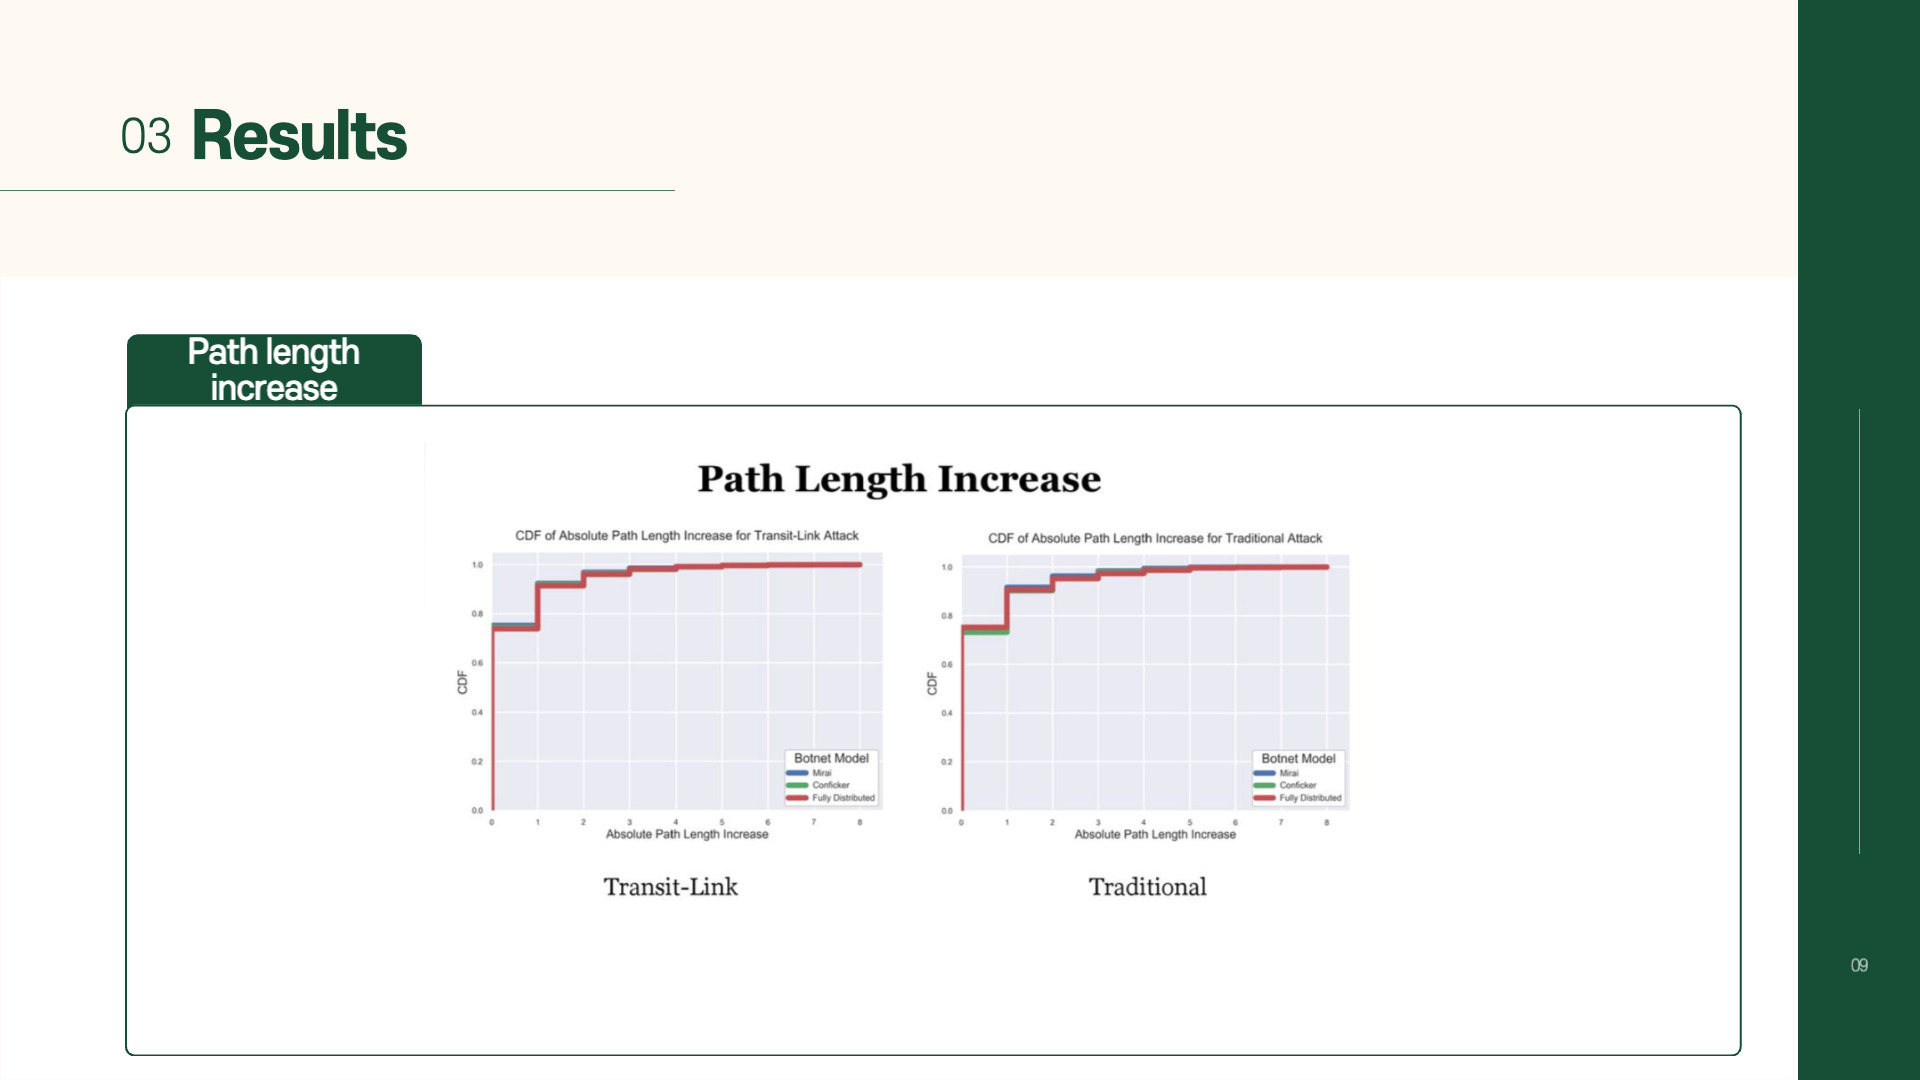 03 Results
Path length
increase
Path Length Increase
CDF of Absolute Path Length Increase for Transit-Link Attack
1.0
0.8
0.6
0.4
0.2
0.0
CDF
Botnet Model
Mirai
Conficker
Fully Distributed
0 1 2 3 4 5 6 7 8
Absolute Path Length Increase
Transit-Link
CDF of Absolute Path Length Increase for Traditional Attack
1.0
0.8
0.6
0.4
0.2
0.0
CDF
Botnet Model
Mirai
Conficker
Fully Distributed
0 1 2 3 4 5 6 7 8
Absolute Path Length Increase
Traditional
09